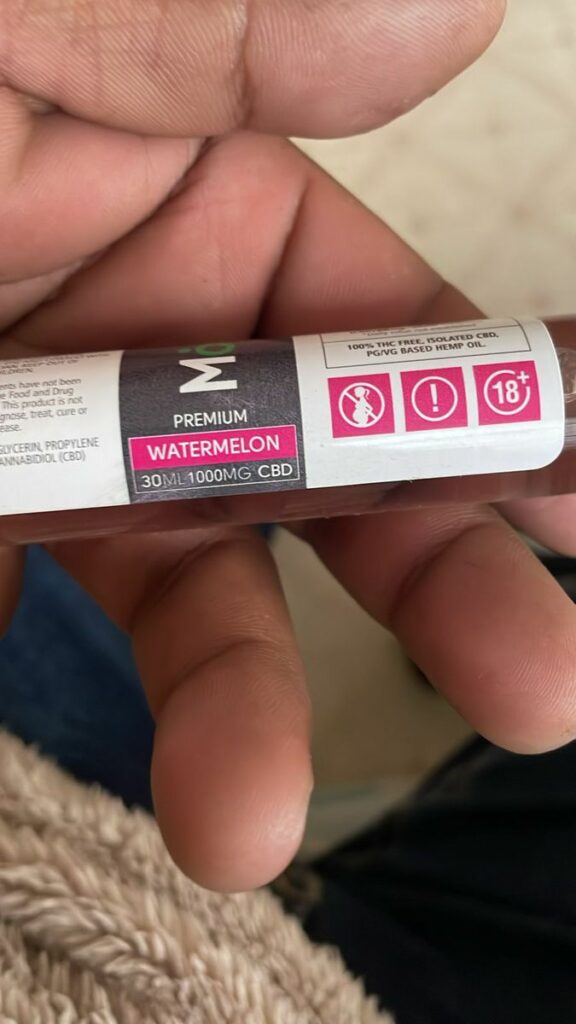 CHILDREN.
ents have not been
e Food and Drug
This product is not
gnose, treat, cure or
ease.
GLYCERIN, PROPYLENE
ANNABIDIOL (CBD)
PREMIUM
WATERMELON
30ML 1000MG CBD
100% THC FREE, ISOLATED CBD,
PG/VG BASED HEMP OIL.
!
18+